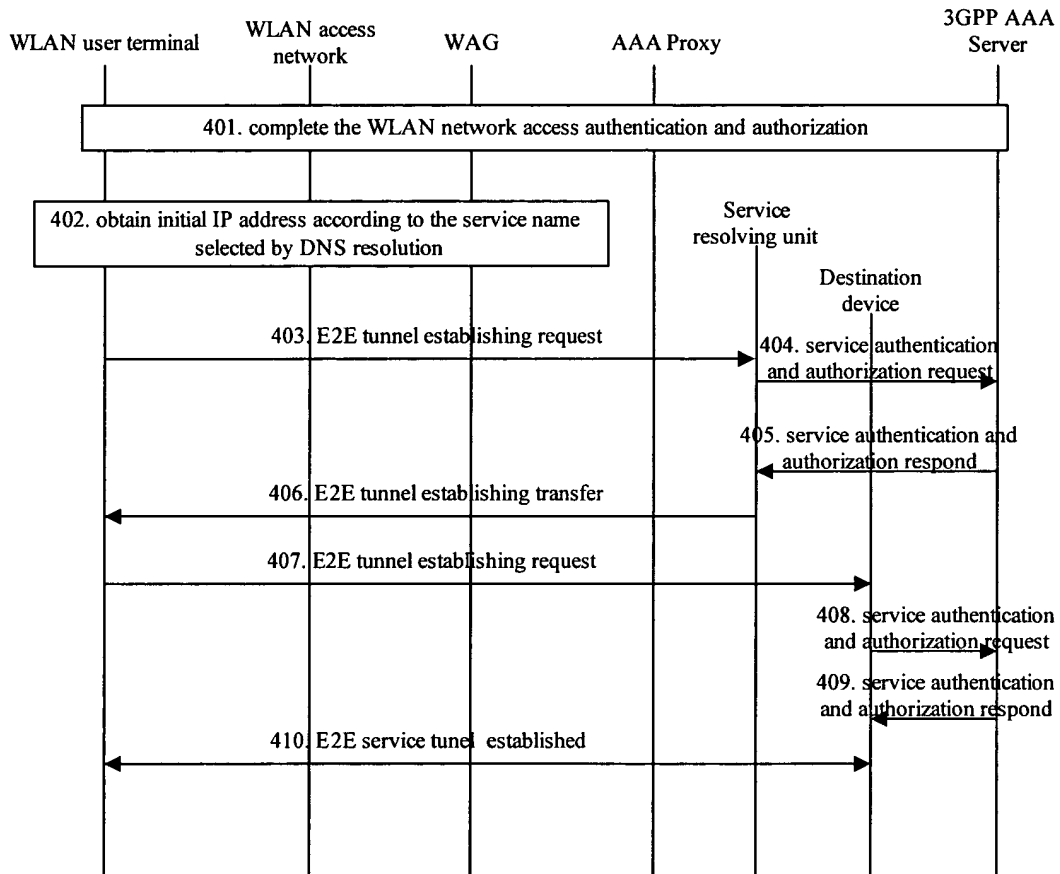 WLAN user terminal
WLAN access
network
WAG
AAA Proxy
3GPP AAA
Server
401. complete the WLAN network access authentication and authorization
402. obtain initial IP address according to the service name
selected by DNS resolution
Service
resolving unit
Destination
device
403. E2E tunnel establishing request
404. service authentication
and authorization request
405. service authentication and
authorization respond
406. E2E tunnel establishing transfer
407. E2E tunnel establishing request
408. service authentication
and authorization request
409. service authentication
and authorization respond
410. E2E service tunel established